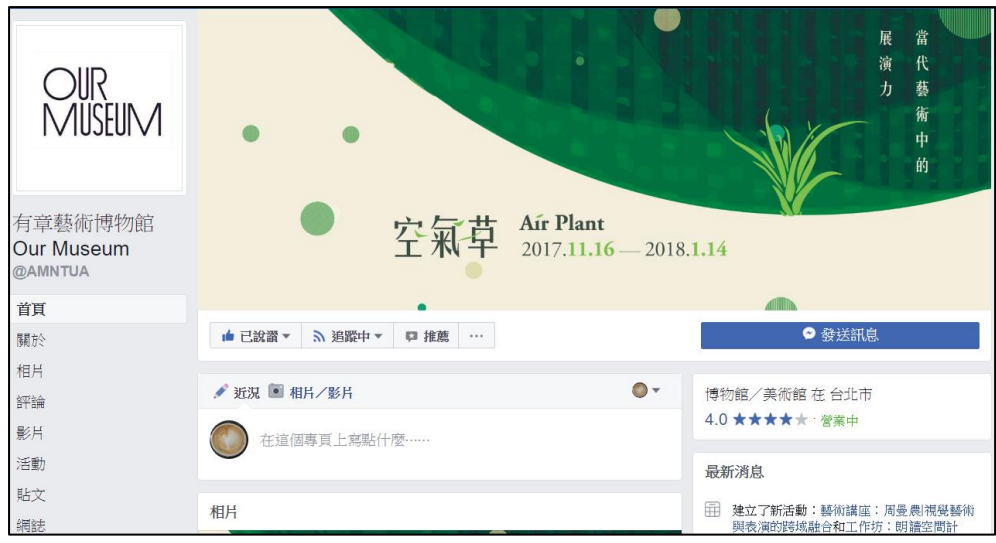 OUR
MUSEUM
有章藝術博物館
Our Museum
@AMNTUA
首頁
關於
相片
評論
影片
活動
貼文
網誌
當代藝術中的
展演力
空氣草 Air Plant
2017.11.16 — 2018.1.14
已說讚 追蹤中 推薦 ...
發送訊息
近況 相片／影片
在這個專頁上寫點什麼……
相片
博物館／美術館 在 台北市
4.0 ★★★★★ · 營業中
最新消息
建立了新活動：藝術講座：周曼農|視覺藝術
與表演的跨域融合和工作坊：朗讀空間計